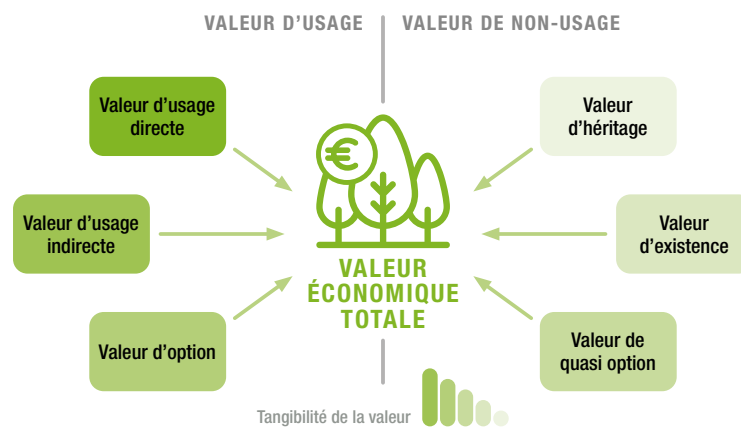 VALEUR D'USAGE
VALEUR DE NON-USAGE
Valeur d'usage
directe
Valeur
d'héritage
€
Valeur d'usage
indirecte
Valeur
d'existence
VALEUR
ÉCONOMIQUE
TOTALE
Valeur d'option
Valeur de
quasi option
Tangibilité de la valeur